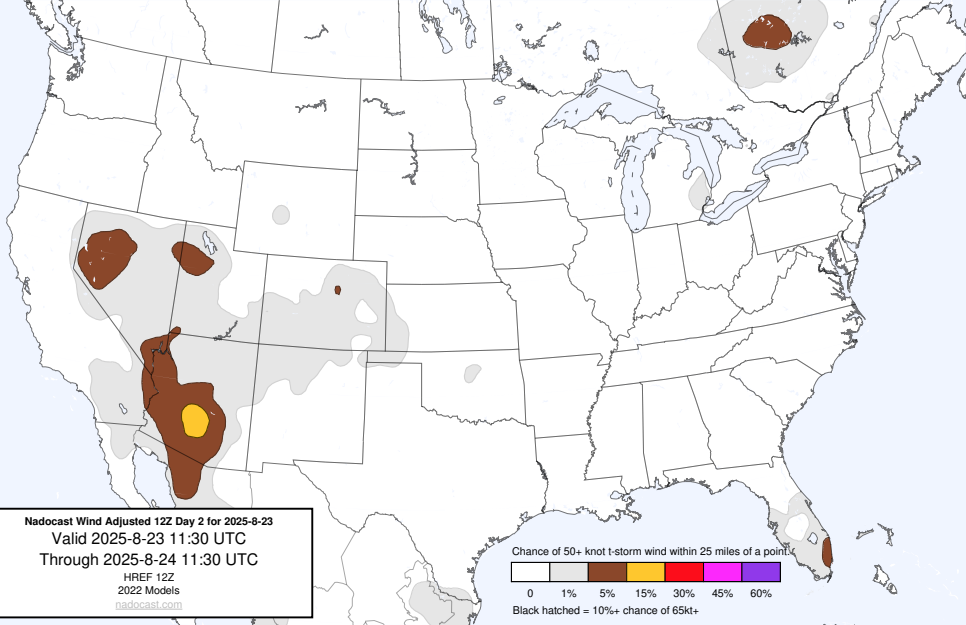 Nadocast Wind Adjusted 12Z Day 2 for 2025-8-23
Valid 2025-8-23 11:30 UTC
Through 2025-8-24 11:30 UTC
HREF 12Z
2022 Models
nadocast.com
Chance of 50+ knot t-storm wind within 25 miles of a point.
0 1% 5% 15% 30% 45% 60%
Black hatched = 10%+ chance of 65kt+